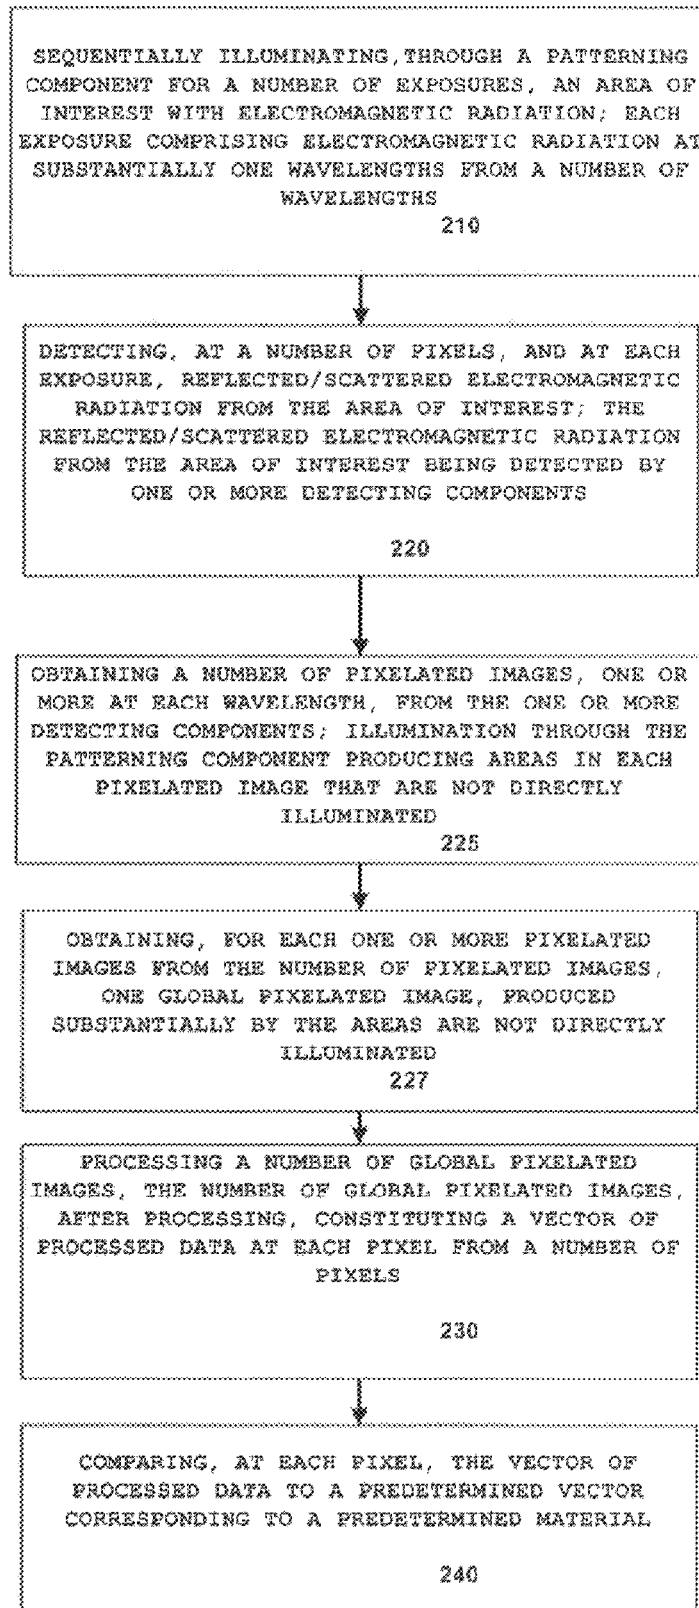 SEQUENTIALLY ILLUMINATING, THROUGH A PATTERNING
COMPONENT FOR A NUMBER OF EXPOSURES, AN AREA OF
INTEREST WITH ELECTROMAGNETIC RADIATION; EACH
EXPOSURE COMPRISING ELECTROMAGNETIC RADIATION AT
SUBSTANTIALLY ONE WAVELENGTHS FROM A NUMBER OF
WAVELENGTHS
210
DETECTING, AT A NUMBER OF PIXELS, AND AT EACH
EXPOSURE, REFLECTED/SCATTERED ELECTROMAGNETIC
RADIATION FROM THE AREA OF INTEREST; THE
REFLECTED/SCATTERED ELECTROMAGNETIC RADIATION
FROM THE AREA OF INTEREST BEING DETECTED BY
ONE OR MORE DETECTING COMPONENTS
220
OBTAINING A NUMBER OF PIXELATED IMAGES, ONE OR
MORE AT EACH WAVELENGTH, FROM THE ONE OR MORE
DETECTING COMPONENTS; ILLUMINATION THROUGH THE
PATTERNING COMPONENT PRODUCING AREAS IN EACH
PIXELATED IMAGE THAT ARE NOT DIRECTLY
ILLUMINATED
225
OBTAINING, FOR EACH ONE OR MORE PIXELATED
IMAGES FROM THE NUMBER OF PIXELATED IMAGES,
ONE GLOBAL PIXELATED IMAGE, PRODUCED
SUBSTANTIALLY BY THE AREAS ARE NOT DIRECTLY
ILLUMINATED
227
PROCESSING A NUMBER OF GLOBAL PIXELATED
IMAGES, THE NUMBER OF GLOBAL PIXELATED IMAGES,
AFTER PROCESSING, CONSTITUTING A VECTOR OF
PROCESSED DATA AT EACH PIXEL FROM A NUMBER OF
PIXELS
230
COMPARING, AT EACH PIXEL, THE VECTOR OF
PROCESSED DATA TO A PREDETERMINED VECTOR
CORRESPONDING TO A PREDETERMINED MATERIAL
240